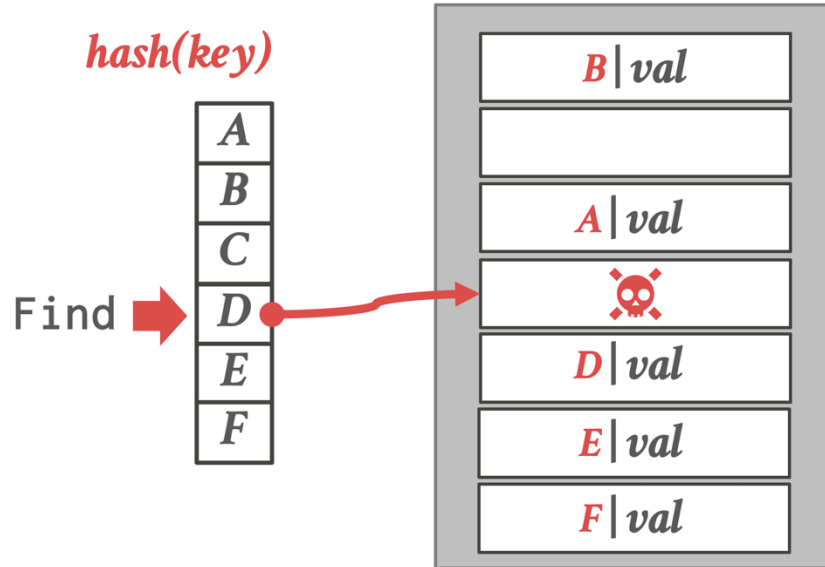 hash(key)
A
B
C
D
E
F
Find
B|val
A|val
D|val
E|val
F|val